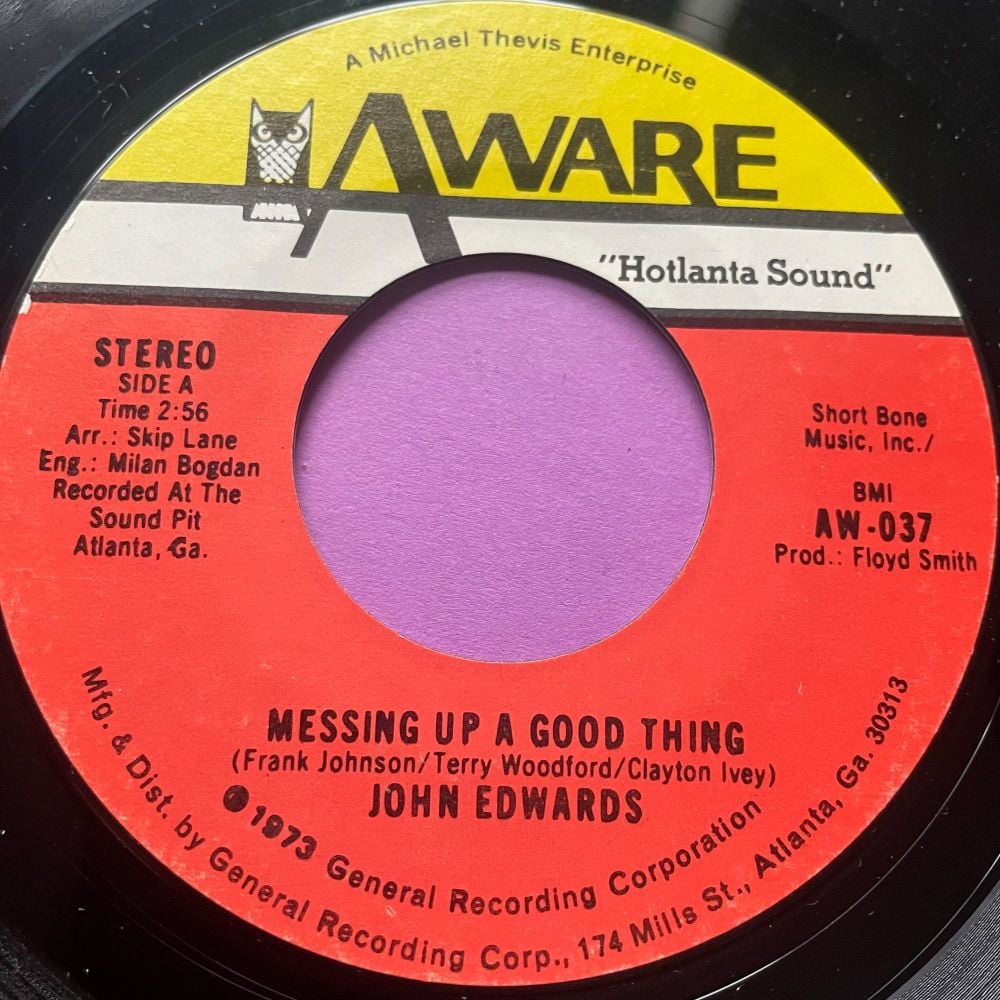 A Michael Thevis Enterprise
AWARE
"Hotlanta Sound"
STEREO
SIDE A
Time 2:56
Arr.: Skip Lane
Eng.: Milan Bogdan
Recorded At The
Sound Pit
Atlanta, Ga.
Short Bone
Music, Inc./
BMI
AW-037
Prod.: Floyd Smith
MESSING UP A GOOD THING
(Frank Johnson/Terry Woodford/Clayton Ivey)
JOHN EDWARDS
℗1973 General Recording Corporation
Mfg. & Dist. by General Recording Corp., 174 Mills St., Atlanta, Ga. 30313